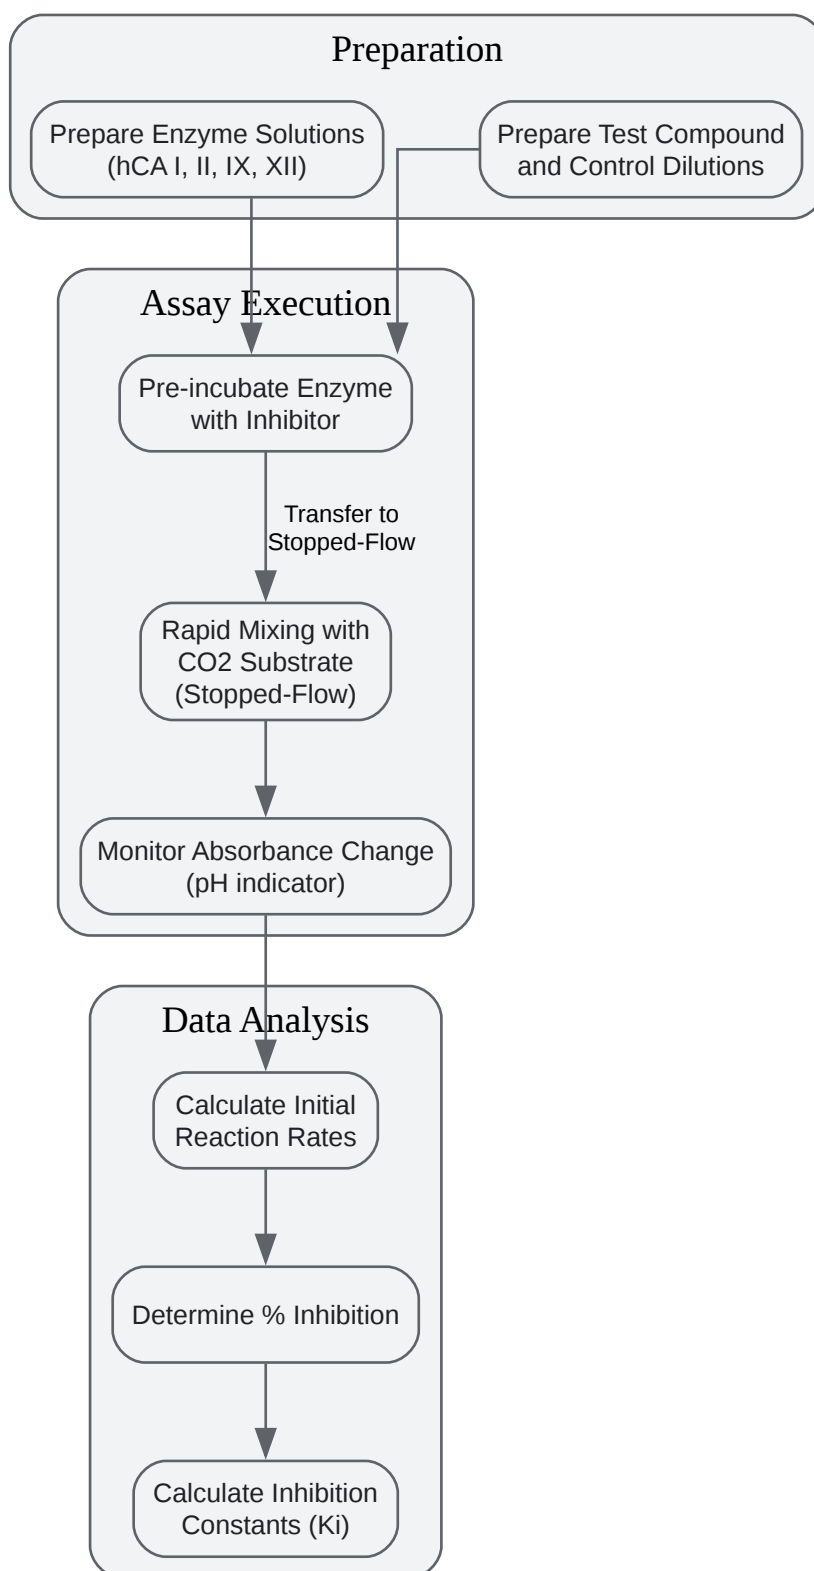 Preparation
Prepare Enzyme Solutions
(hCA I, II, IX, XII)
Prepare Test Compound
and Control Dilutions
Assay Execution
Pre-incubate Enzyme
with Inhibitor
Transfer to
Stopped-Flow
Rapid Mixing with
CO2 Substrate
(Stopped-Flow)
Monitor Absorbance Change
(pH indicator)
Data Analysis
Calculate Initial
Reaction Rates
Determine % Inhibition
Calculate Inhibition
Constants (Ki)